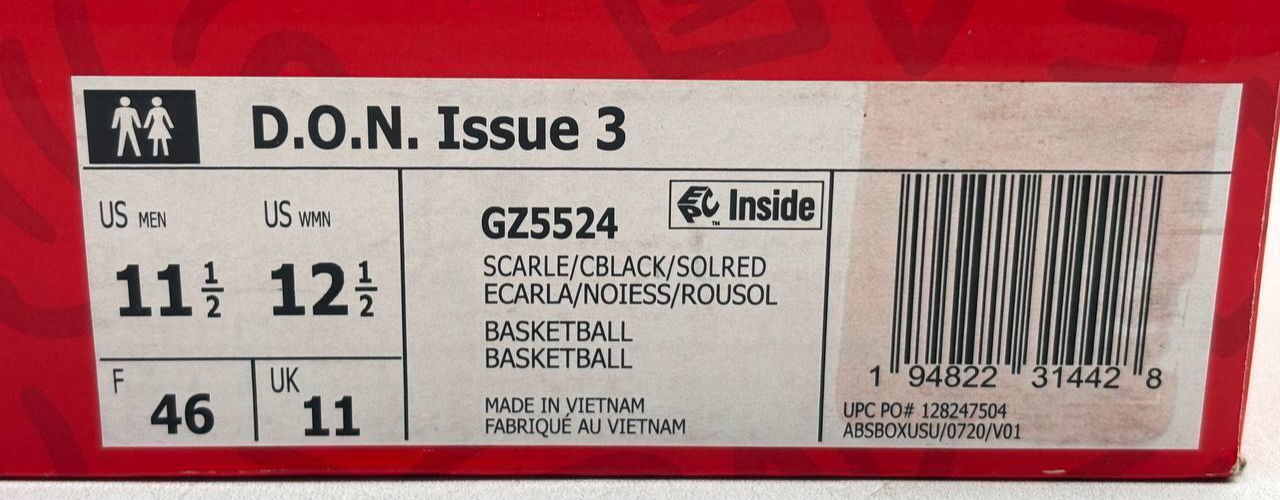 D.O.N. Issue 3
US MEN
11 1/2
US WMN
12 1/2
F
46
UK
11
EPC™ Inside
GZ5524
SCARLE/CBLACK/SOLRED
ECARLA/NOIESS/ROUSOL
BASKETBALL
BASKETBALL
MADE IN VIETNAM
FABRIQUÉ AU VIETNAM
1 94822 31442 8
UPC PO# 128247504
ABSBOXUSU/0720/V01